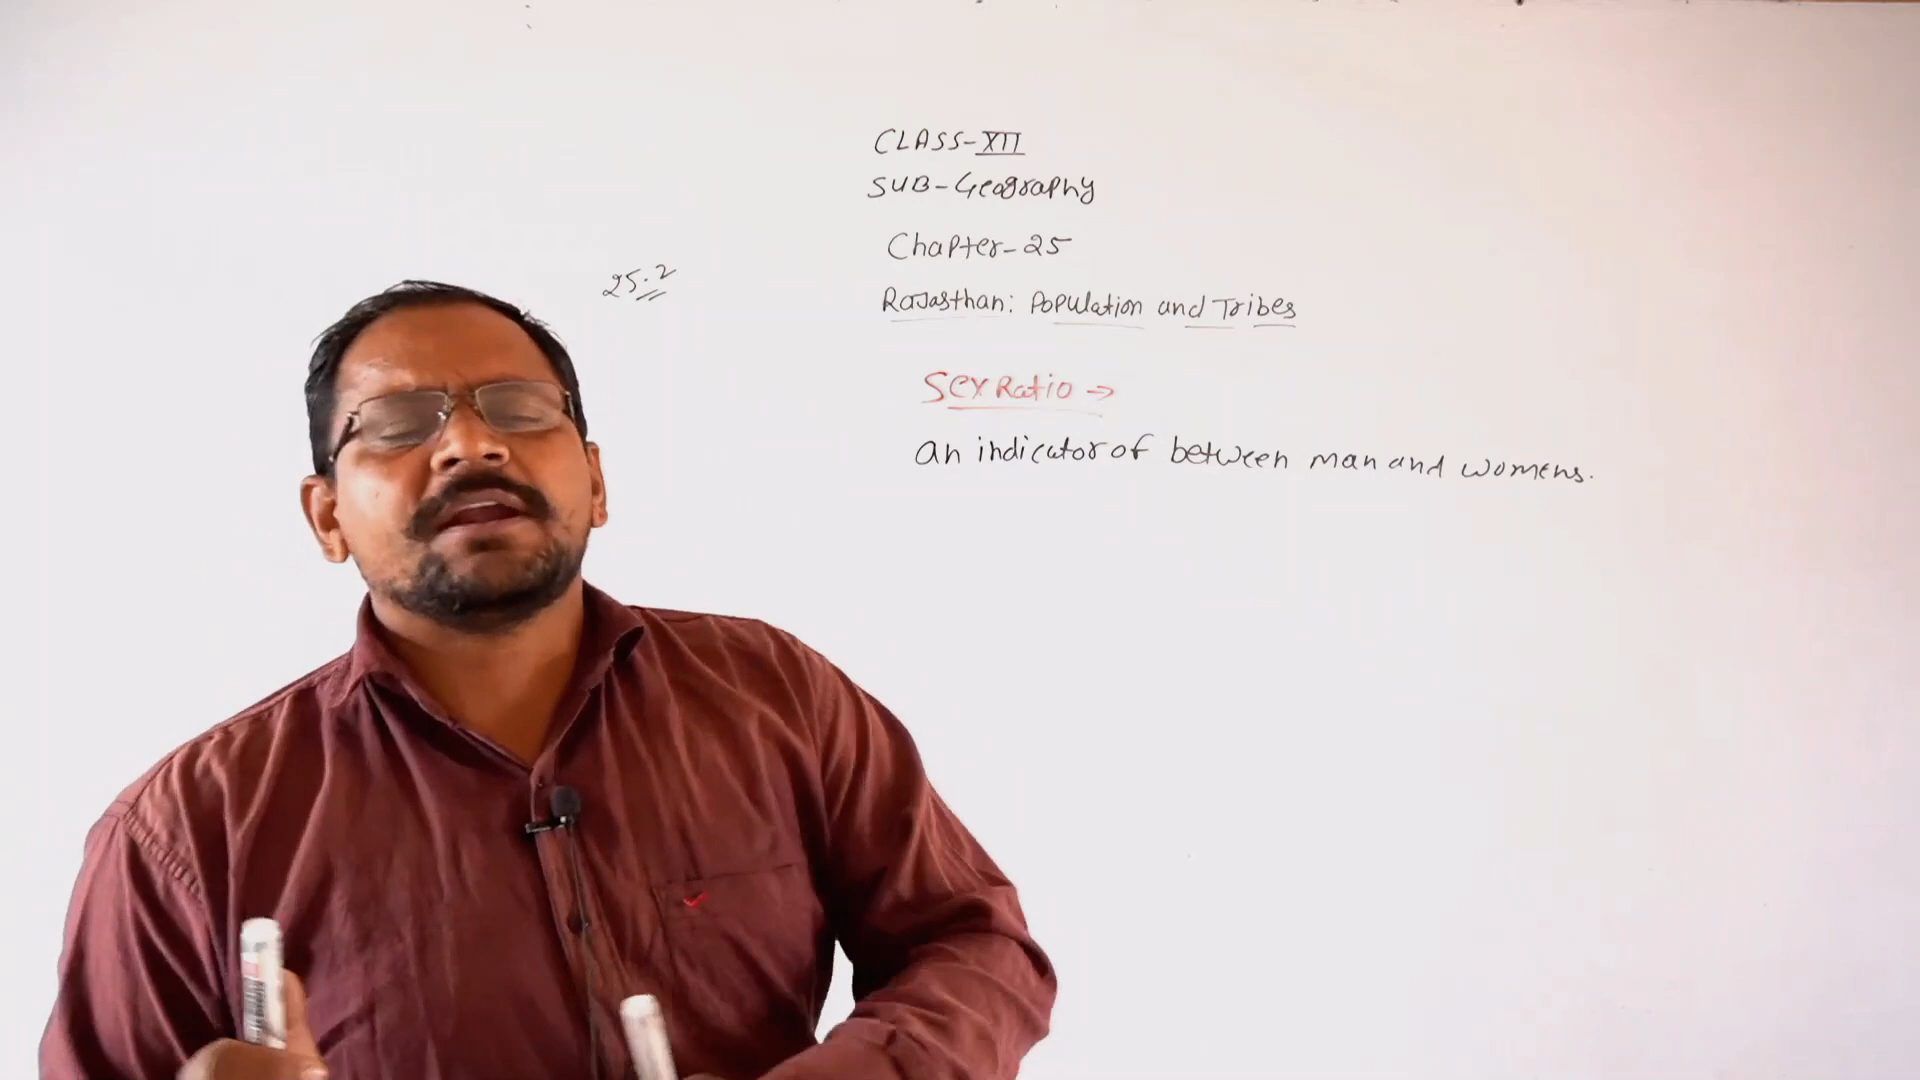 CLASS-XII
SUB-Geography
Chapter-25
25.2
Rajasthan: Population and Tribes
Sex Ratio →
an indicator of between man and womens.